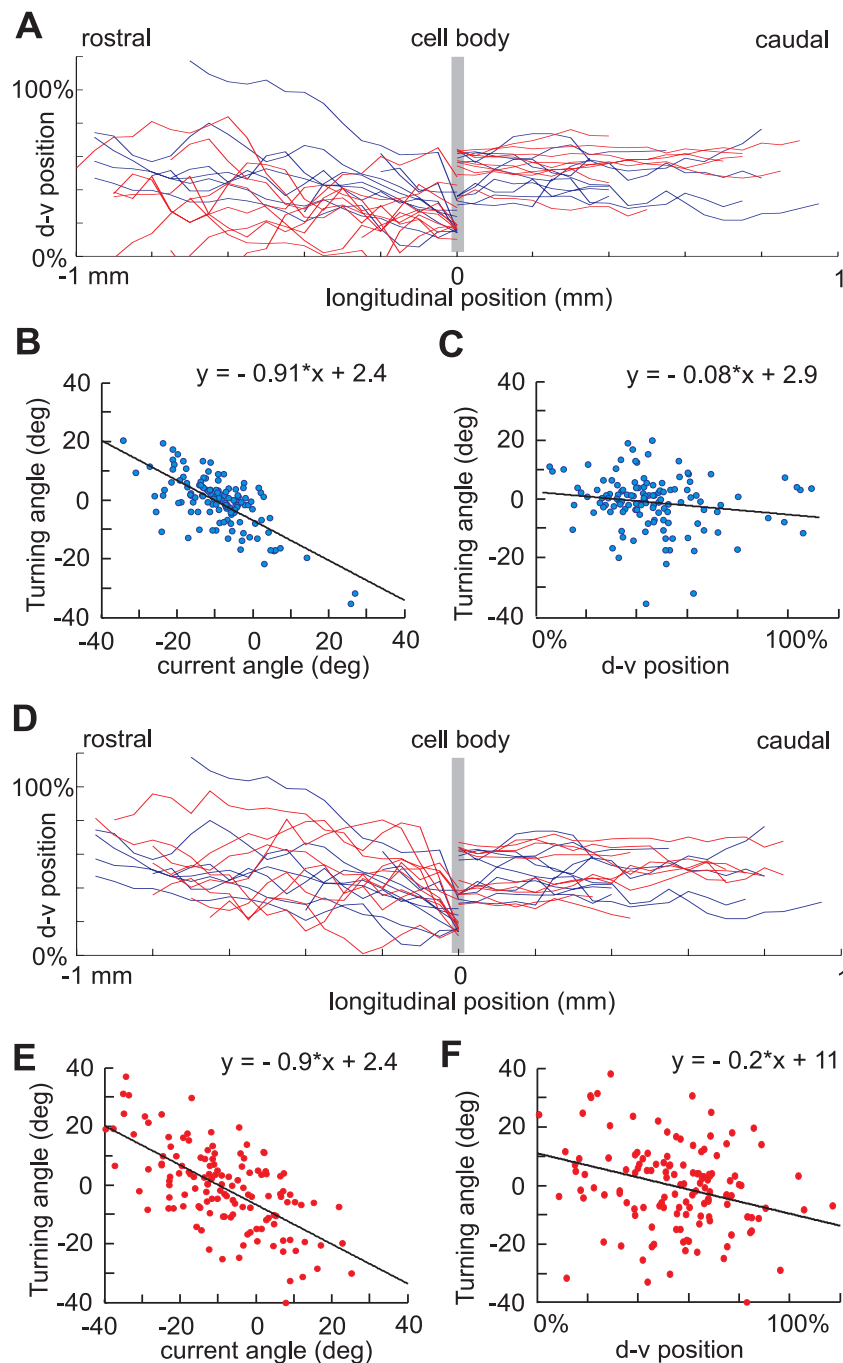 A
rostral
cell body
caudal
100%
d-v position
0%
-1 mm
0
1
longitudinal position (mm)
B
y = - 0.91*x + 2.4
40
20
0
-20
-40
Turning angle (deg)
-40
-20
0
20
40
current angle (deg)
C
y = - 0.08*x + 2.9
40
20
0
-20
-40
Turning angle (deg)
0%
100%
d-v position
D
rostral
cell body
caudal
100%
d-v position
0%
-1 mm
0
1
longitudinal position (mm)
E
y = - 0.9*x + 2.4
40
20
0
-20
-40
Turning angle (deg)
-40
-20
0
20
40
current angle (deg)
F
y = - 0.2*x + 11
40
20
0
-20
-40
Turning angle (deg)
0%
100%
d-v position